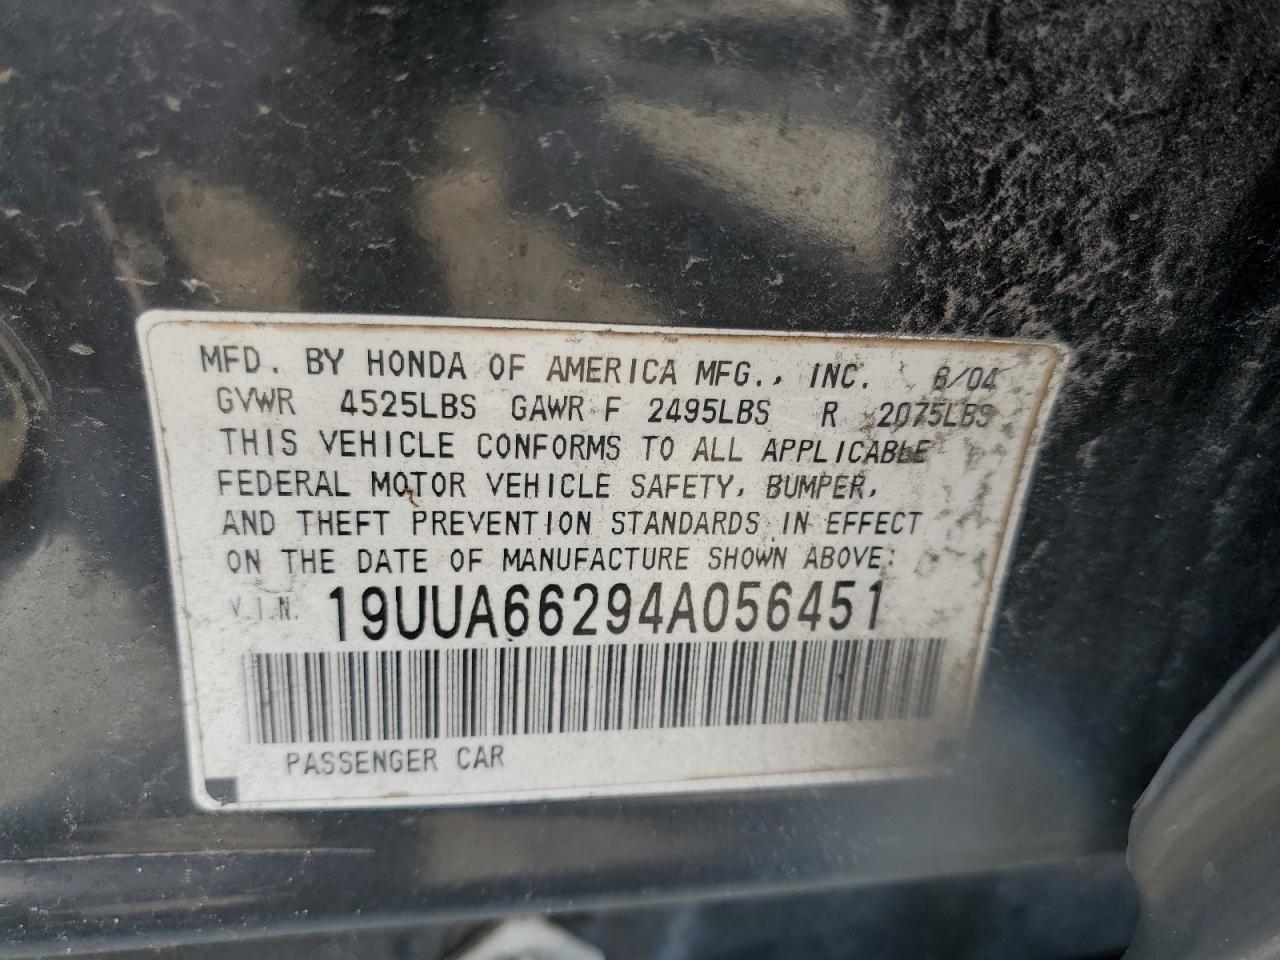 MFD. BY HONDA OF AMERICA MFG., INC. 6/04
GVWR 4525LBS GAWR F 2495LBS R 2075LBS
THIS VEHICLE CONFORMS TO ALL APPLICABLE
FEDERAL MOTOR VEHICLE SAFETY, BUMPER,
AND THEFT PREVENTION STANDARDS IN EFFECT
ON THE DATE OF MANUFACTURE SHOWN ABOVE:
V.I.N. 19UUA66294A056451
PASSENGER CAR